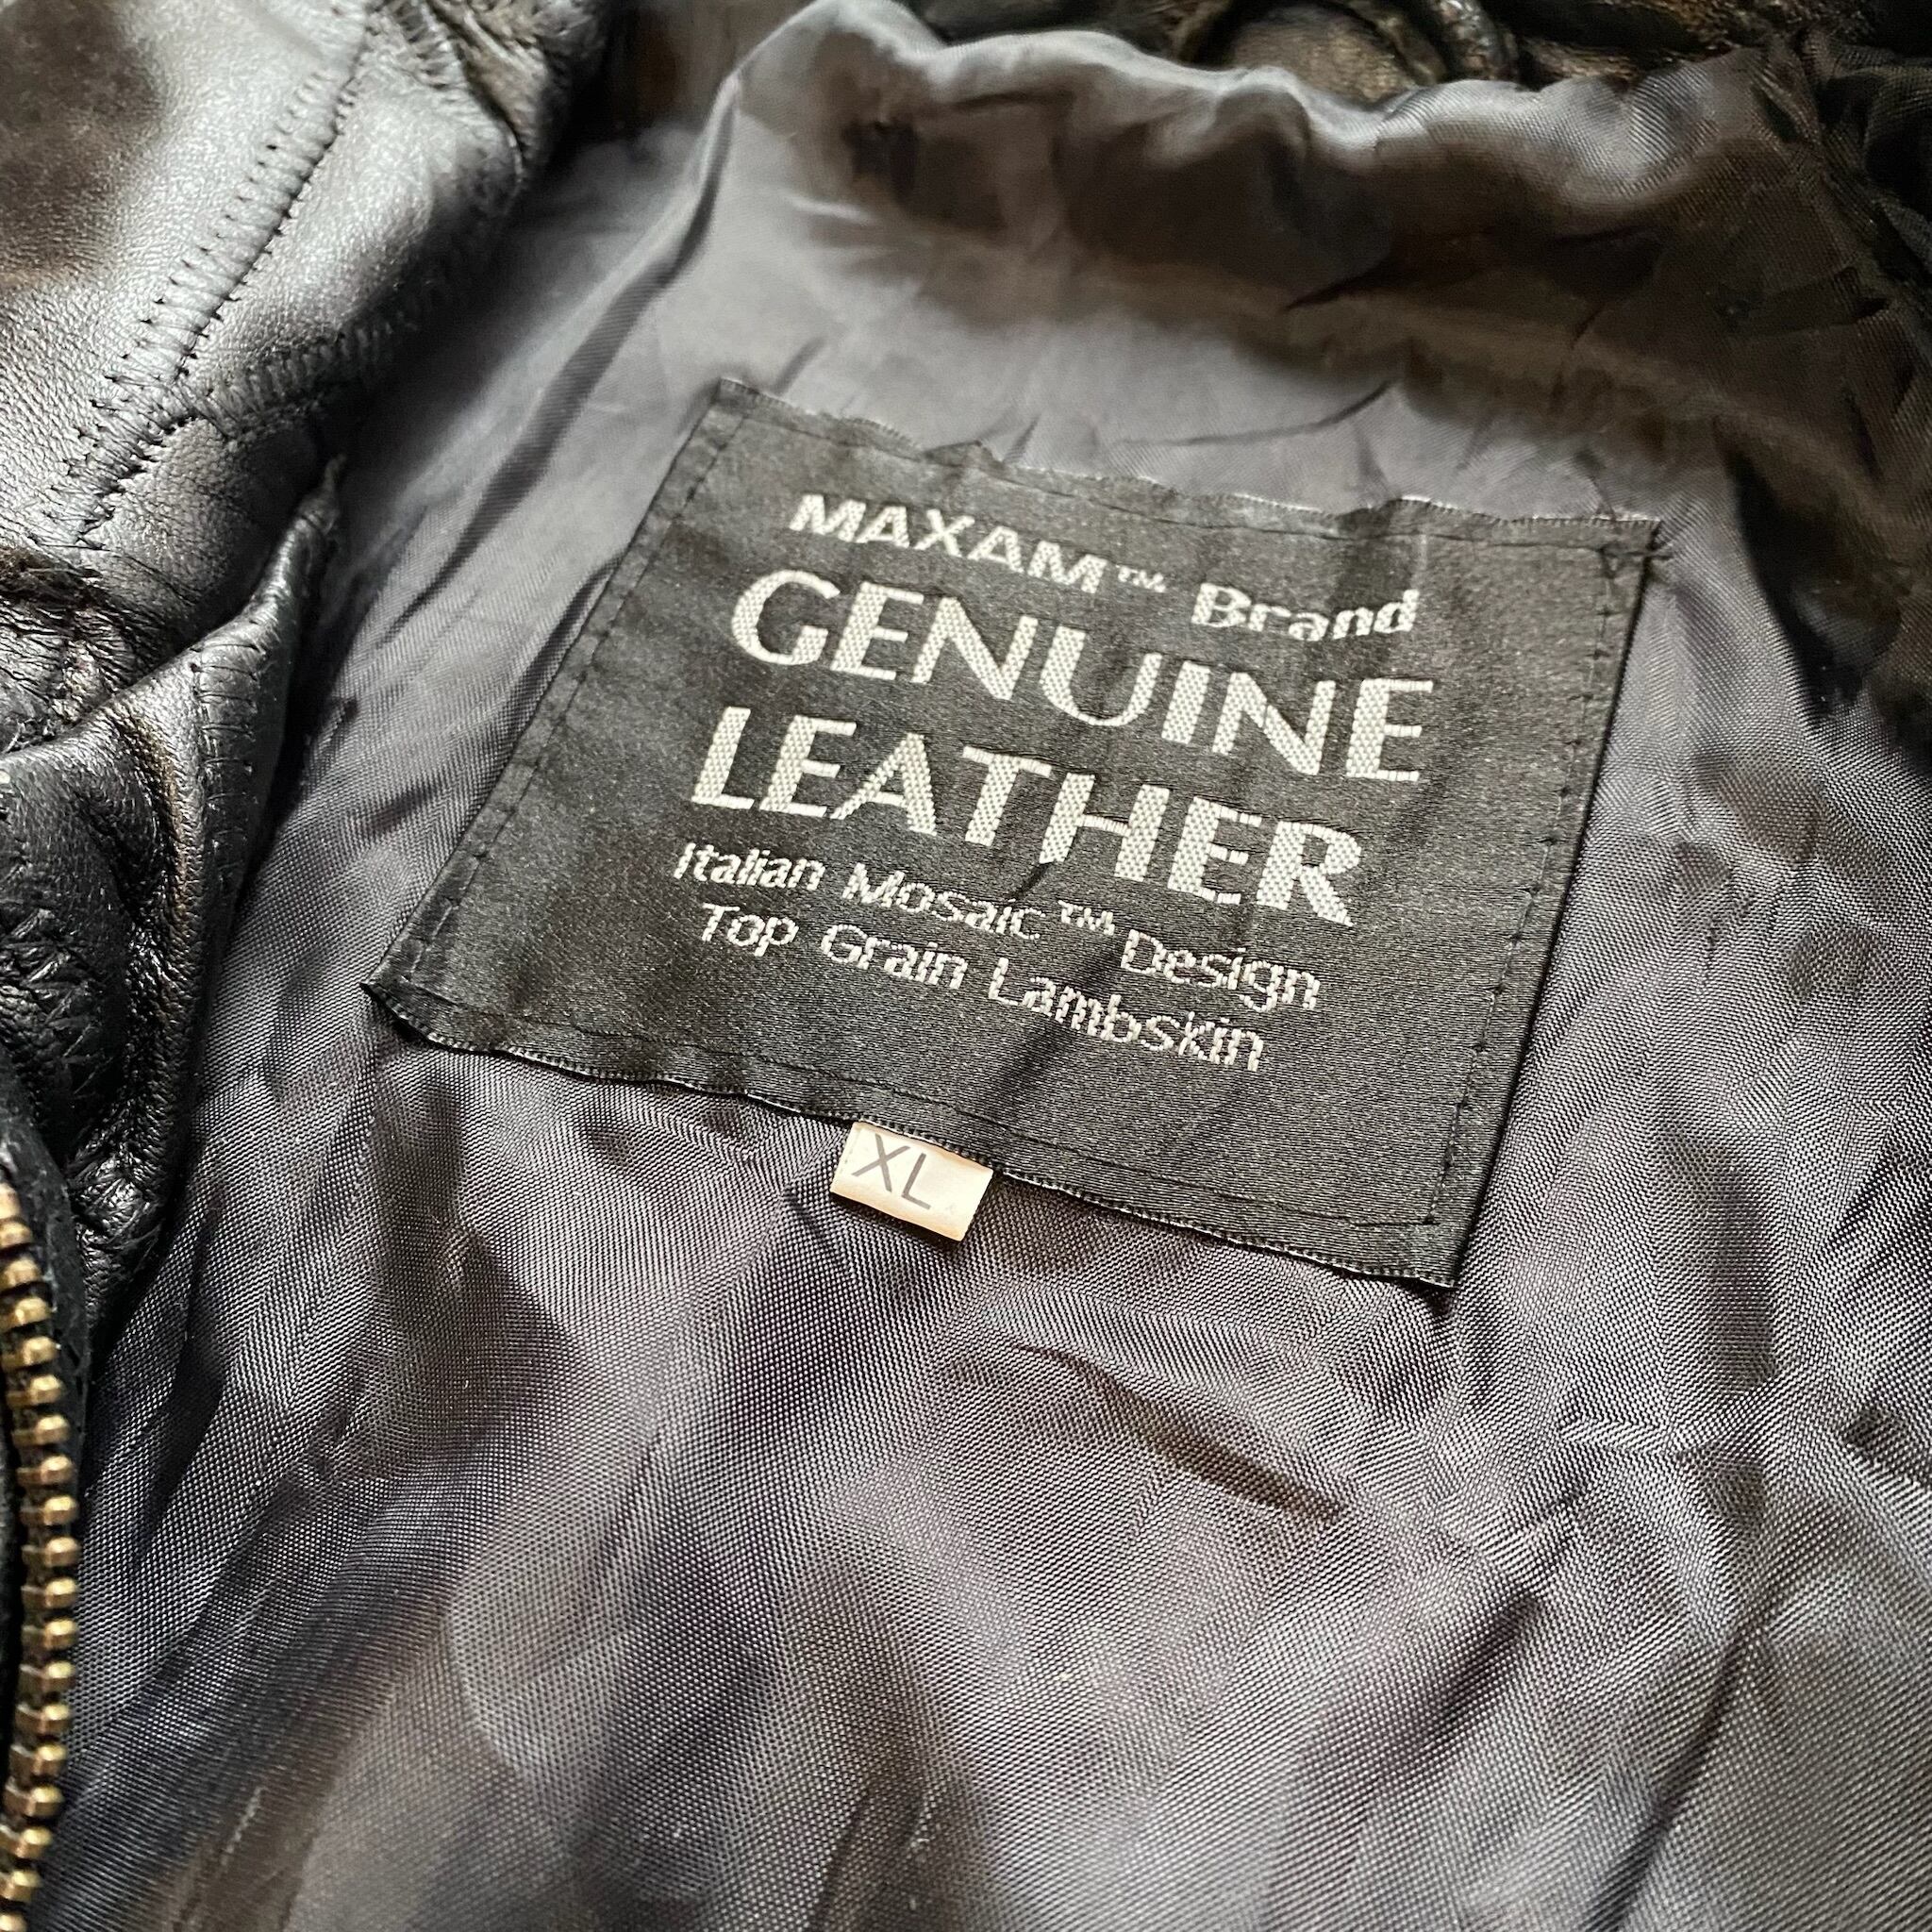 MAXAM™ Brand
GENUINE
LEATHER
Italian Mosaic™ Design
Top Grain LambSkin
XL